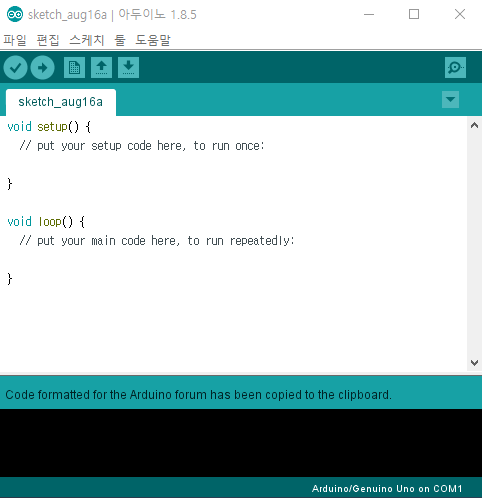 sketch_aug16a | 아두이노 1.8.5
파일 편집 스케치 툴 도움말
sketch_aug16a
void setup() {
// put your setup code here, to run once:
}
void loop() {
// put your main code here, to run repeatedly:
}
Code formatted for the Arduino forum has been copied to the clipboard.
Arduino/Genuino Uno on COM1